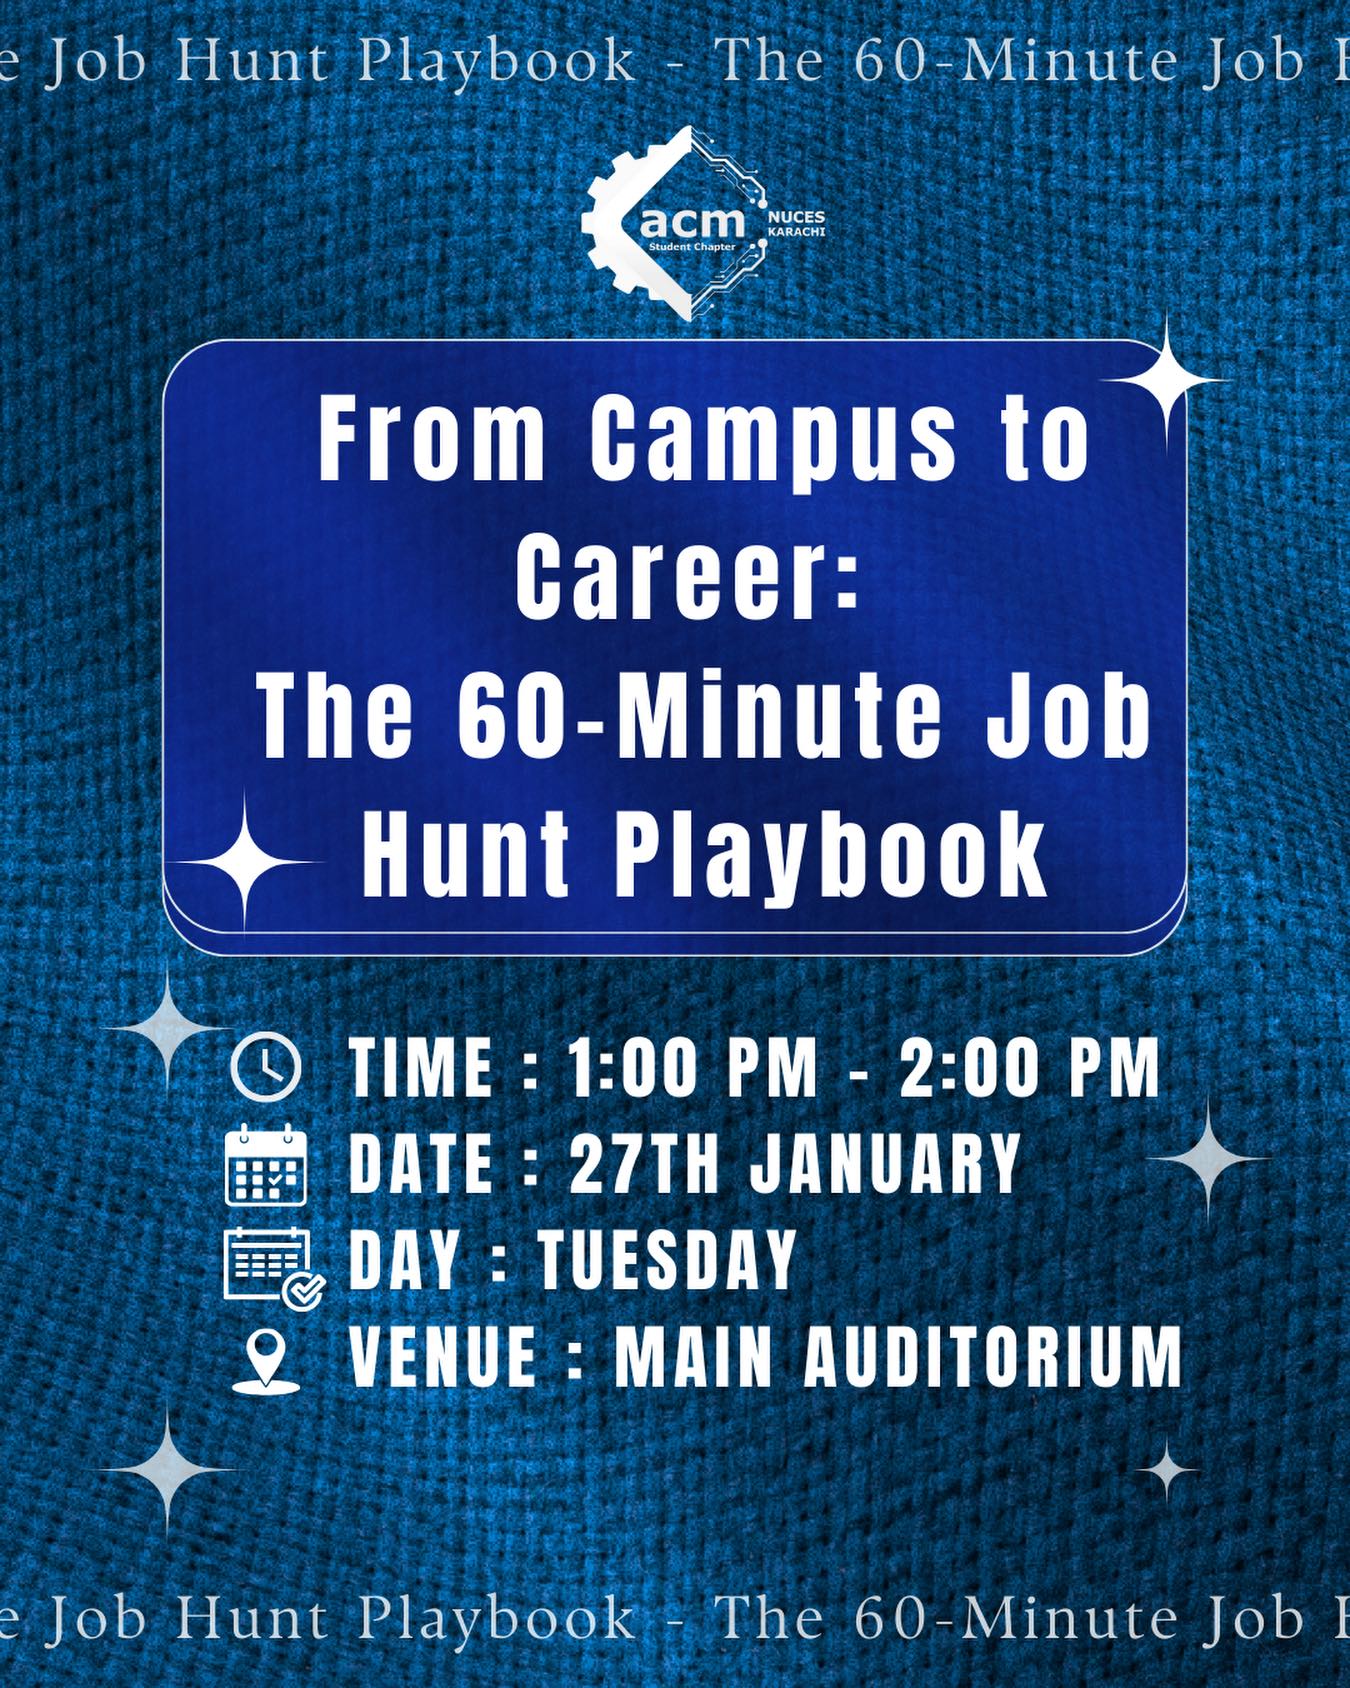 e Job Hunt Playbook - The 60-Minute Job
acm
Student Chapter
NUCES
KARACHI
From Campus to
Career:
The 60-Minute Job
Hunt Playbook
TIME : 1:00 PM - 2:00 PM
DATE : 27TH JANUARY
DAY : TUESDAY
VENUE : MAIN AUDITORIUM
e Job Hunt Playbook - The 60-Minute Job